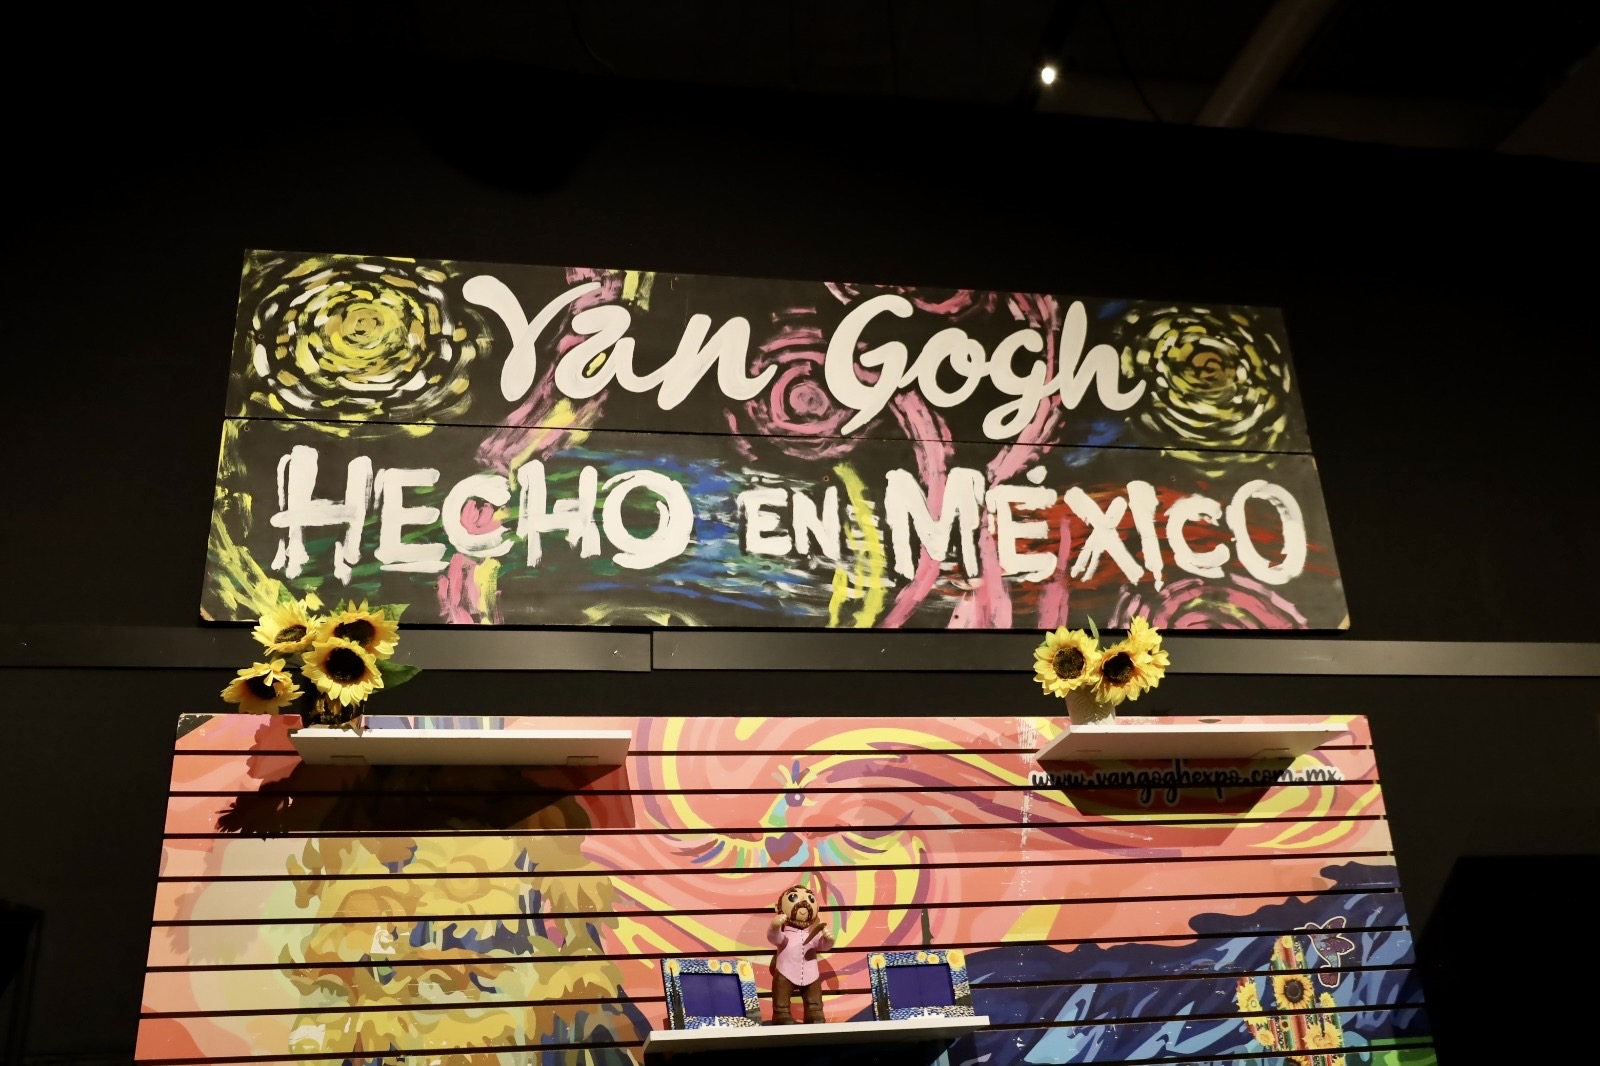 Van Gogh
HECHO EN MÉXICO
www.vangoghexpo.com.mx